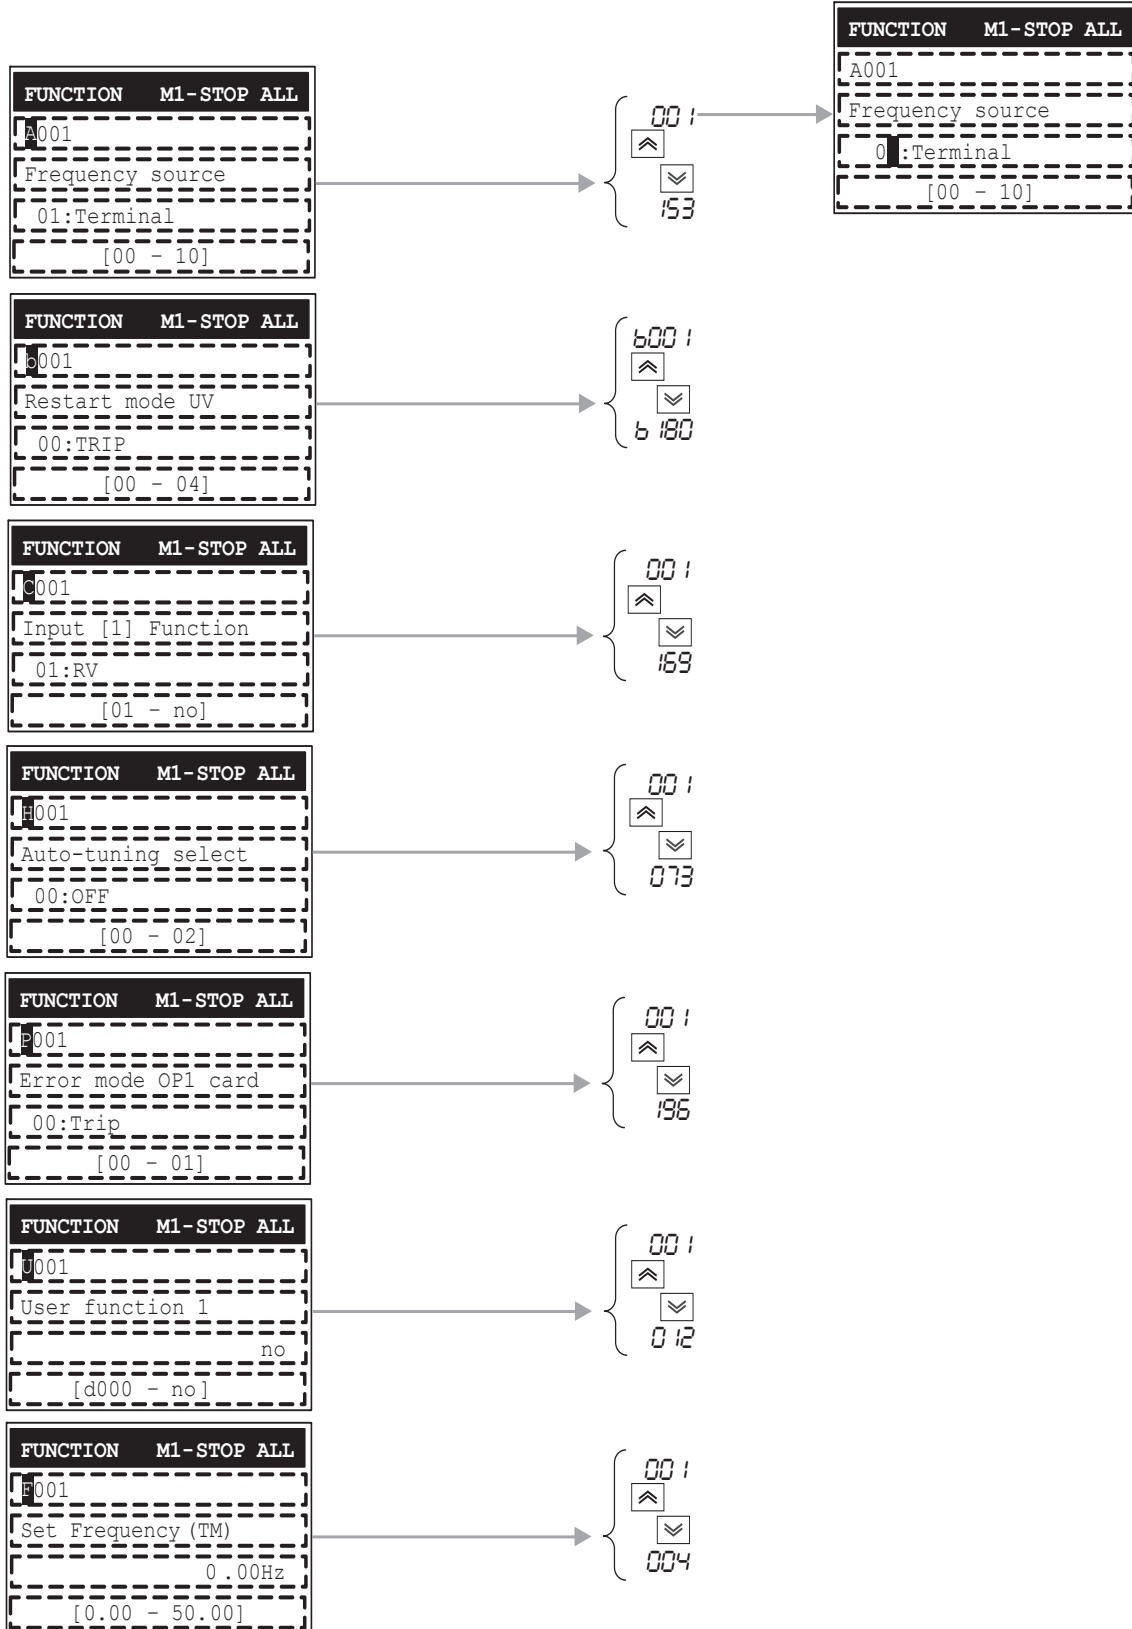 FUNCTION M1-STOP ALL
A001
Frequency source
01:Terminal
[00 - 10]
001
153
FUNCTION M1-STOP ALL
A001
Frequency source
0 :Terminal
[00 - 10]
FUNCTION M1-STOP ALL
b001
Restart mode UV
00:TRIP
[00 - 04]
b001
b180
FUNCTION M1-STOP ALL
C001
Input [1] Function
01:RV
[01 - no]
001
169
FUNCTION M1-STOP ALL
H001
Auto-tuning select
00:OFF
[00 - 02]
001
073
FUNCTION M1-STOP ALL
P001
Error mode OP1 card
00:Trip
[00 - 01]
001
196
FUNCTION M1-STOP ALL
U001
User function 1
no
[d000 - no]
001
012
FUNCTION M1-STOP ALL
F001
Set Frequency(TM)
0.00Hz
[0.00 - 50.00]
001
004